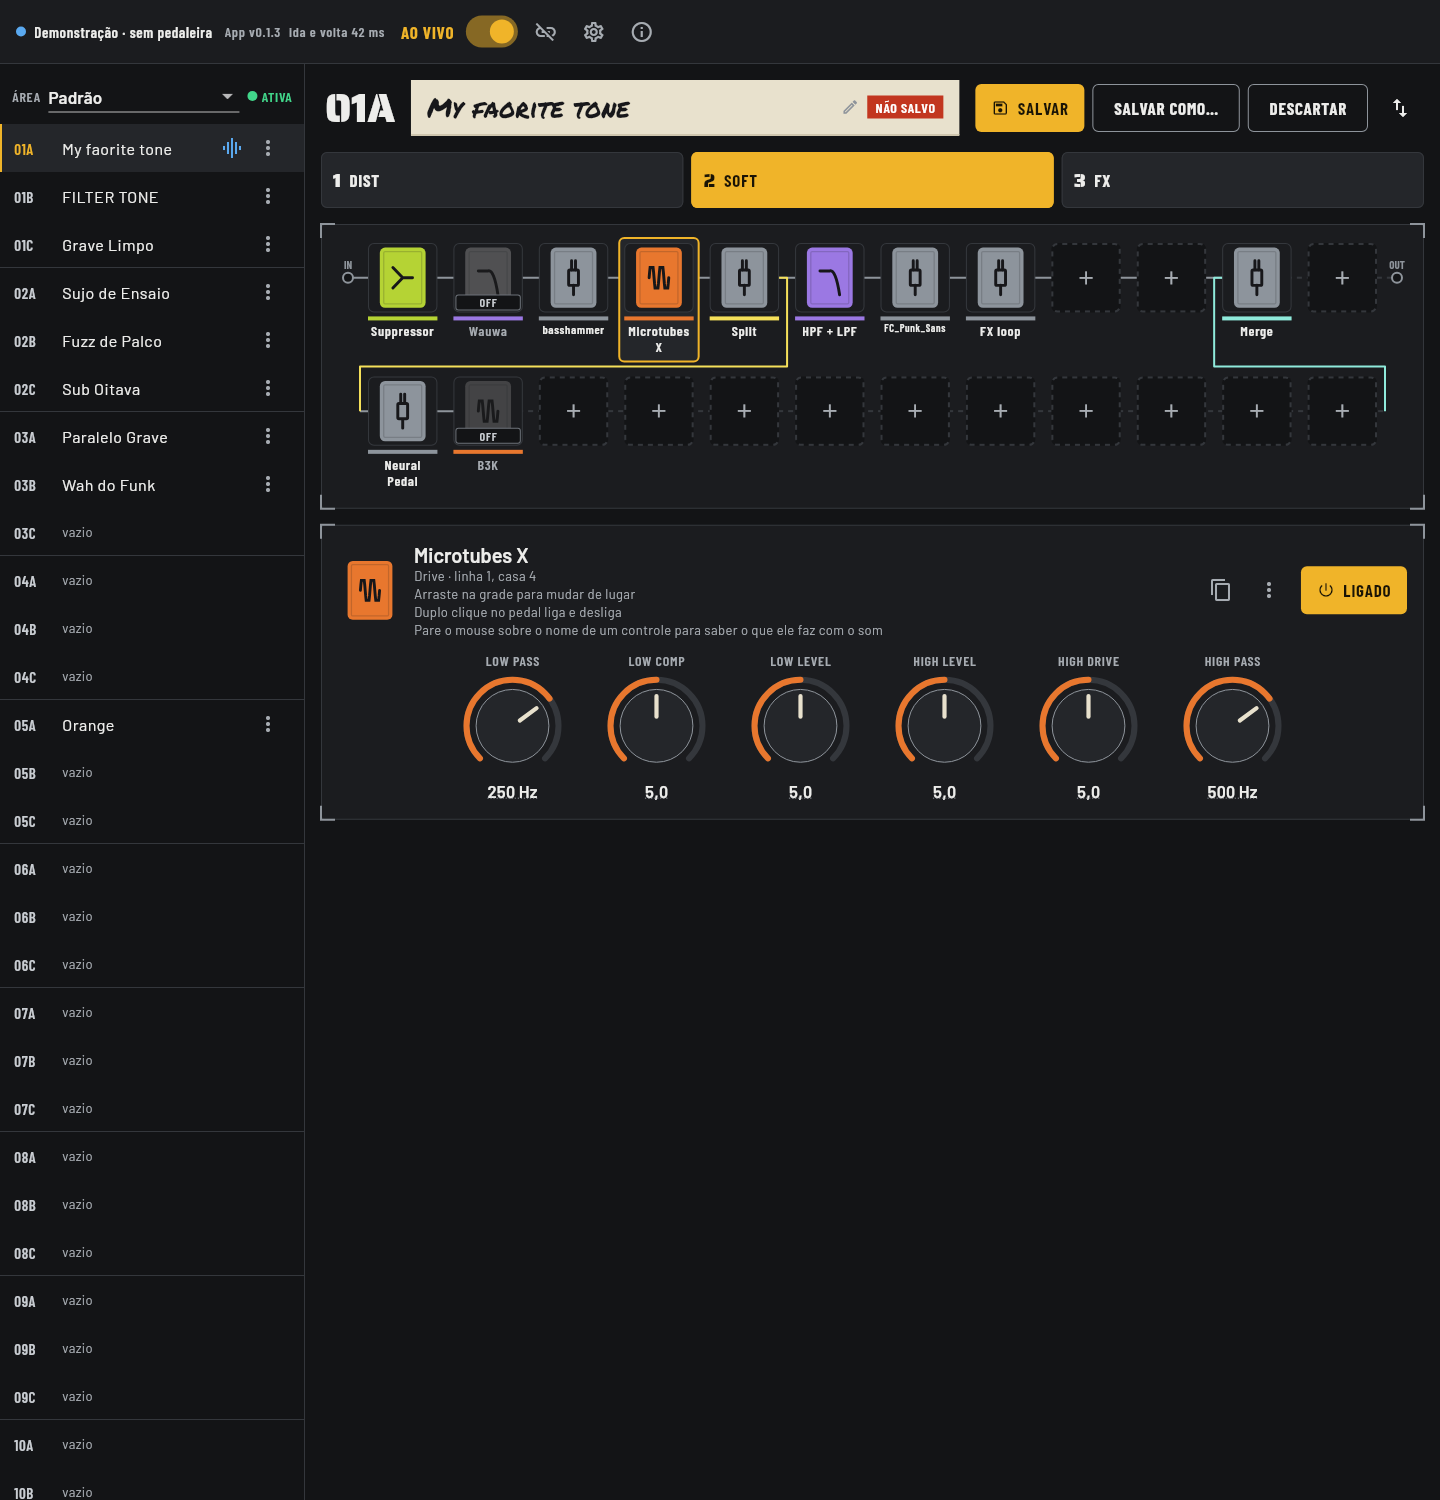 Demonstração · sem pedaleira App v0.1.3 Ida e volta 42 ms AO VIVO
ÁREA Padrão ATIVA
01A My faorite tone
01B FILTER TONE
01C Grave Limpo
02A Sujo de Ensaio
02B Fuzz de Palco
02C Sub Oitava
03A Paralelo Grave
03B Wah do Funk
03C vazio
04A vazio
04B vazio
04C vazio
05A Orange
05B vazio
05C vazio
06A vazio
06B vazio
06C vazio
07A vazio
07B vazio
07C vazio
08A vazio
08B vazio
08C vazio
09A vazio
09B vazio
09C vazio
10A vazio
10B vazio
01A My faorite tone NÃO SALVO SALVAR SALVAR COMO... DESCARTAR
1 DIST 2 SOFT 3 FX
IN OUT
OFF
Suppressor Wauwa basshammer Microtubes X Split HPF + LPF FC_Punk_Sans FX loop Merge
OFF
Neural Pedal B3K
Microtubes X
Drive · linha 1, casa 4
Arraste na grade para mudar de lugar
Duplo clique no pedal liga e desliga
Pare o mouse sobre o nome de um controle para saber o que ele faz com o som
LIGADO
LOW PASS LOW COMP LOW LEVEL HIGH LEVEL HIGH DRIVE HIGH PASS
250 Hz 5,0 5,0 5,0 5,0 500 Hz